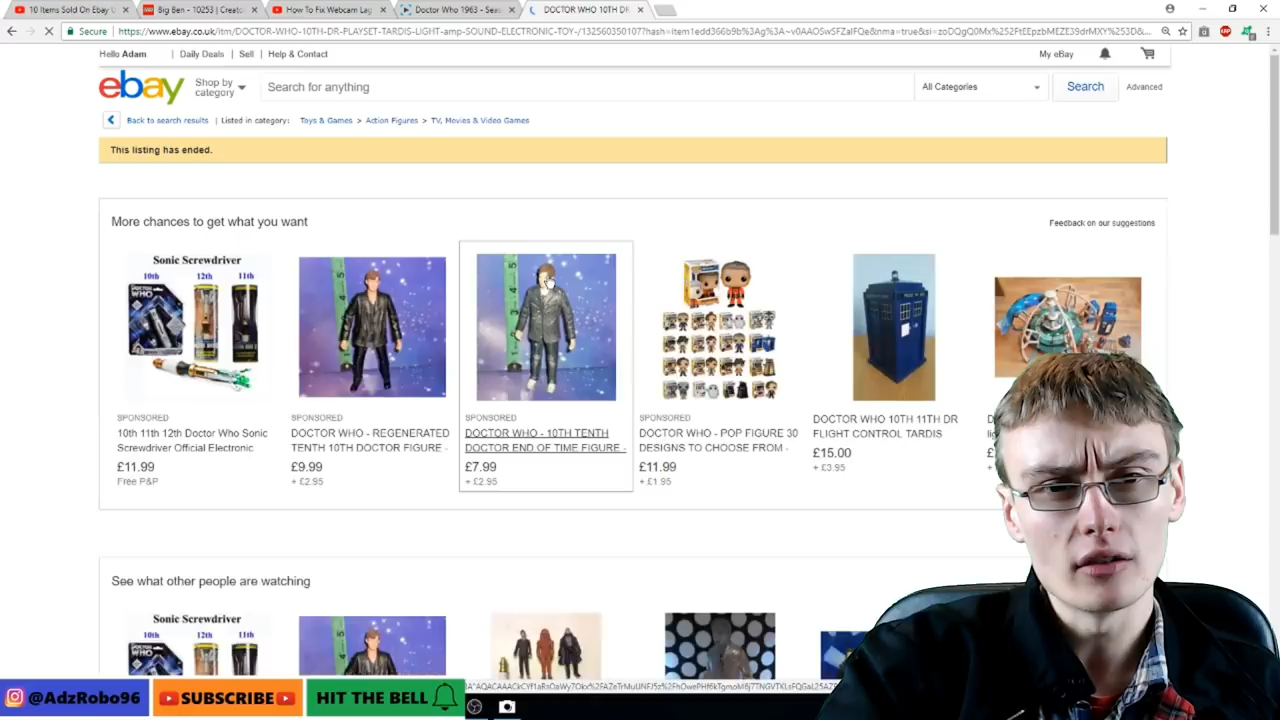 10 Items Sold On Ebay U
Big Ben - 10253 | Creato
How To Fix Webcam Lag
Doctor Who 1963 - Seas
DOCTOR WHO 10TH DR
Secure
Hello Adam
Daily Deals
Sell
Help & Contact
My eBay
ebay
Shop by category
Search for anything
All Categories
Search
Advanced
Back to search results
Listed in category:
Toys & Games
Action Figures
TV, Movies & Video Games
This listing has ended.
More chances to get what you want
Feedback on our suggestions
Sonic Screwdriver
10th 12th 11th
SPONSORED
10th 11th 12th Doctor Who Sonic
Screwdriver Official Electronic
£11.99
Free P&P
SPONSORED
DOCTOR WHO - REGENERATED
TENTH 10TH DOCTOR FIGURE -
£9.99
+ £2.95
SPONSORED
DOCTOR WHO - 10TH TENTH
DOCTOR END OF TIME FIGURE -
£7.99
+ £2.95
SPONSORED
DOCTOR WHO - POP FIGURE 30
DESIGNS TO CHOOSE FROM -
£11.99
+ £1.95
DOCTOR WHO 10TH 11TH DR
FLIGHT CONTROL TARDIS
£15.00
+ £3.95
See what other people are watching
Sonic Screwdriver
10th 12th 11th
@AdzRobo96
SUBSCRIBE
HIT THE BELL